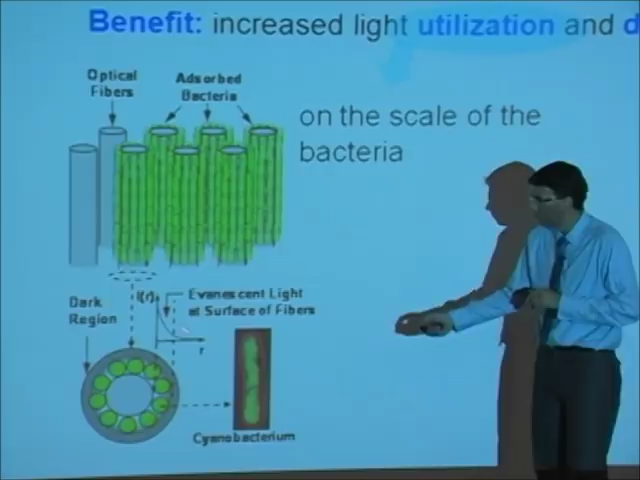 Benefit: increased light utilization and d
Optical
Fibers
Adsorbed
Bacteria
on the scale of the
bacteria
I(r)
Evanescent Light
at Surface of Fibers
Dark
Region
r
Cyanobacterium